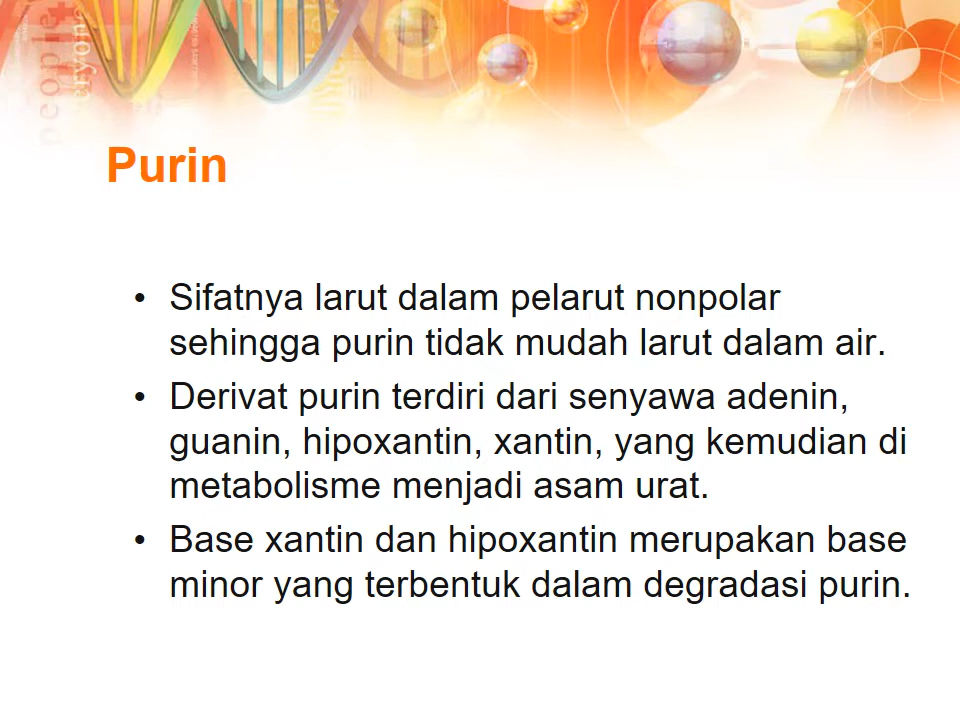 people
Purin
• Sifatnya larut dalam pelarut nonpolar
sehingga purin tidak mudah larut dalam air.
• Derivat purin terdiri dari senyawa adenin,
guanin, hipoxantin, xantin, yang kemudian di
metabolisme menjadi asam urat.
• Base xantin dan hipoxantin merupakan base
minor yang terbentuk dalam degradasi purin.